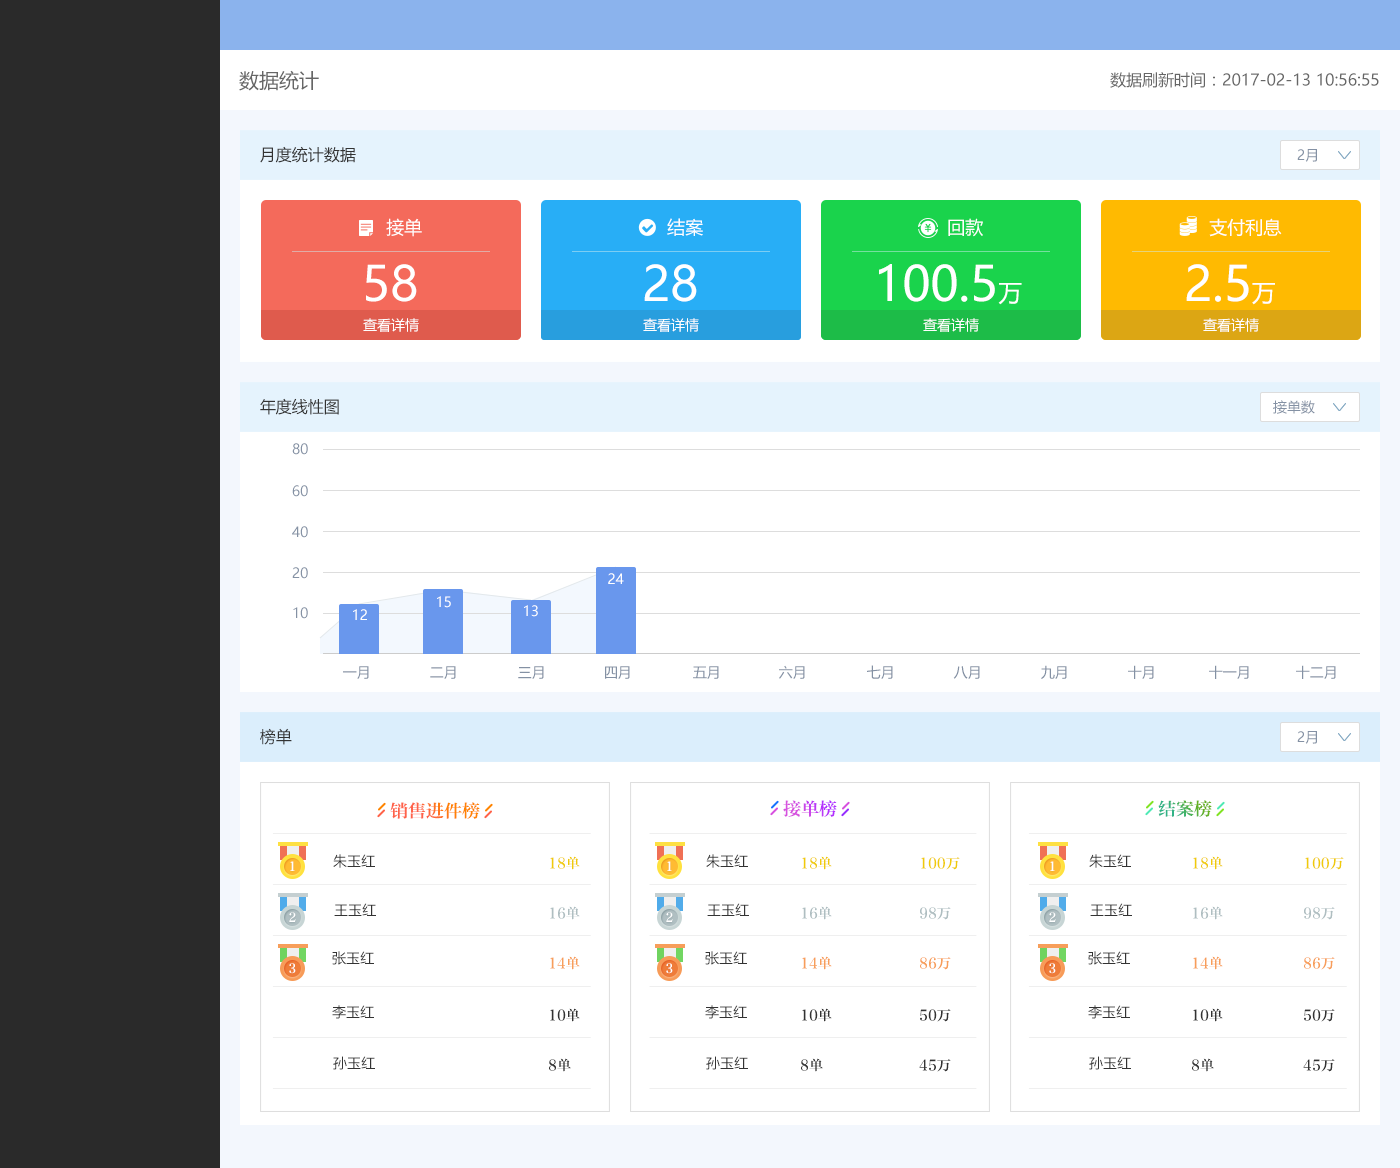 数据统计
数据刷新时间：2017-02-13 10:56:55
月度统计数据
2月
接单
58
查看详情
结案
28
查看详情
回款
100.5万
查看详情
支付利息
2.5万
查看详情
年度线性图
接单数
80
60
40
20
10
12
15
13
24
一月 二月 三月 四月 五月 六月 七月 八月 九月 十月 十一月 十二月
榜单
2月
销售进件榜
1 朱玉红 18单
2 王玉红 16单
3 张玉红 14单
李玉红 10单
孙玉红 8单
接单榜
1 朱玉红 18单 100万
2 王玉红 16单 98万
3 张玉红 14单 86万
李玉红 10单 50万
孙玉红 8单 45万
结案榜
1 朱玉红 18单 100万
2 王玉红 16单 98万
3 张玉红 14单 86万
李玉红 10单 50万
孙玉红 8单 45万